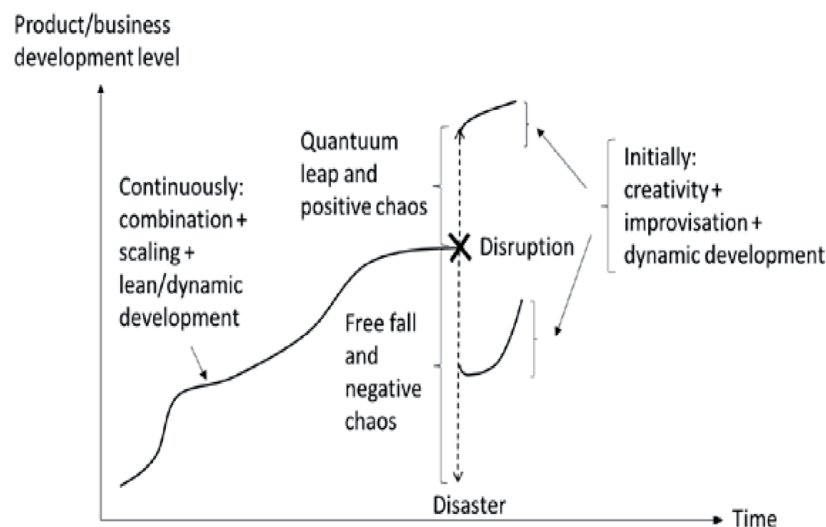 Product/business
development level
Quantuum
leap and
positive chaos
Initially:
creativity +
improvisation +
dynamic development
Continuously:
combination +
scaling +
lean/dynamic
development
Disruption
Free fall
and
negative
chaos
Disaster
Time